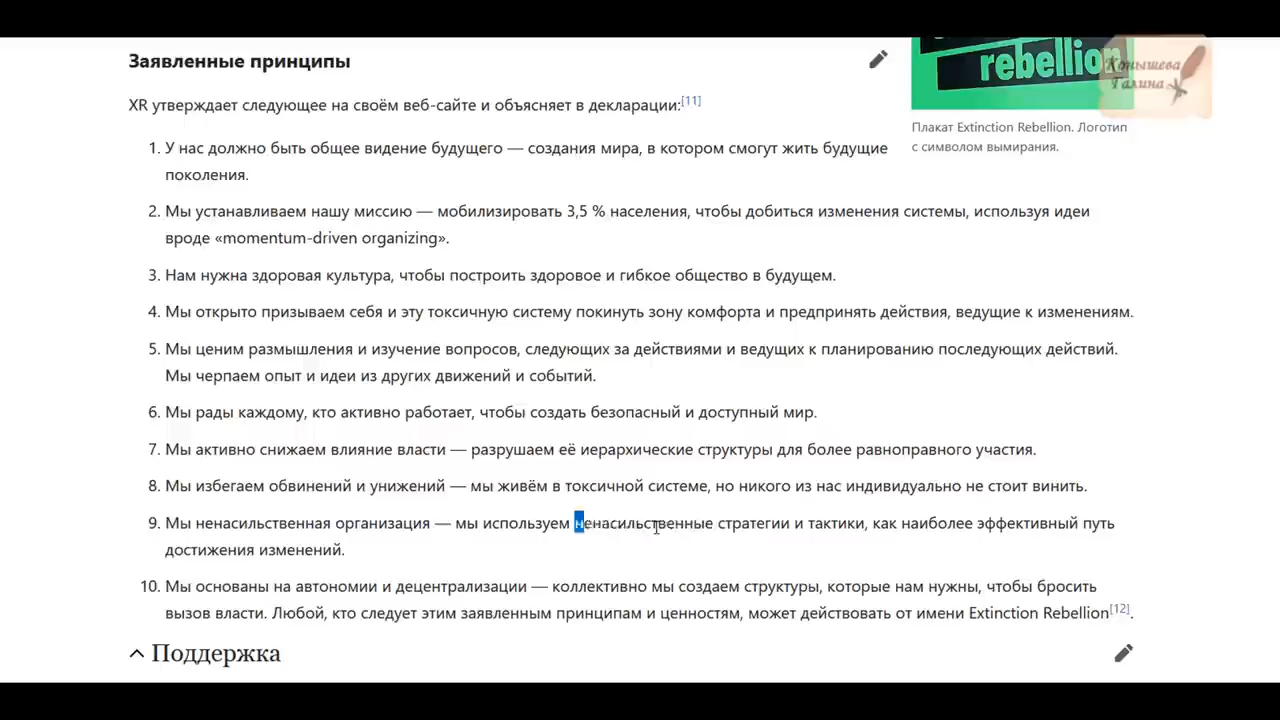 Заявленные принципы
rebellion
Конышева
Галина
XR утверждает следующее на своём веб-сайте и объясняет в декларации:[11]
Плакат Extinction Rebellion. Логотип
с символом вымирания.
1. У нас должно быть общее видение будущего — создания мира, в котором смогут жить будущие
поколения.
2. Мы устанавливаем нашу миссию — мобилизировать 3,5 % населения, чтобы добиться изменения системы, используя идеи
вроде «momentum-driven organizing».
3. Нам нужна здоровая культура, чтобы построить здоровое и гибкое общество в будущем.
4. Мы открыто призываем себя и эту токсичную систему покинуть зону комфорта и предпринять действия, ведущие к изменениям.
5. Мы ценим размышления и изучение вопросов, следующих за действиями и ведущих к планированию последующих действий.
Мы черпаем опыт и идеи из других движений и событий.
6. Мы рады каждому, кто активно работает, чтобы создать безопасный и доступный мир.
7. Мы активно снижаем влияние власти — разрушаем её иерархические структуры для более равноправного участия.
8. Мы избегаем обвинений и унижений — мы живём в токсичной системе, но никого из нас индивидуально не стоит винить.
9. Мы ненасильственная организация — мы используем ненасильственные стратегии и тактики, как наиболее эффективный путь
достижения изменений.
10. Мы основаны на автономии и децентрализации — коллективно мы создаем структуры, которые нам нужны, чтобы бросить
вызов власти. Любой, кто следует этим заявленным принципам и ценностям, может действовать от имени Extinction Rebellion[12].
Поддержка